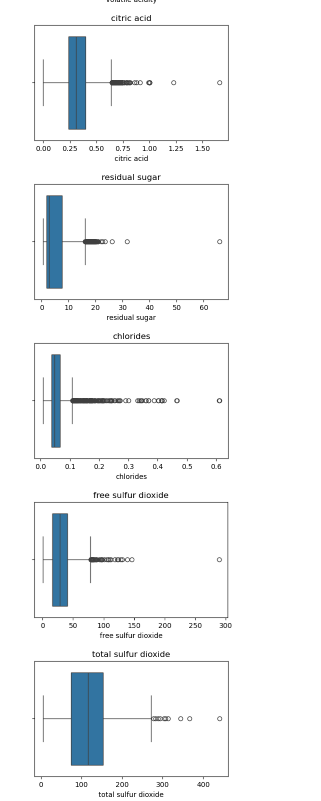 volatile acidity
citric acid
0.00 0.25 0.50 0.75 1.00 1.25 1.50
citric acid
residual sugar
0 10 20 30 40 50 60
residual sugar
chlorides
0.0 0.1 0.2 0.3 0.4 0.5 0.6
chlorides
free sulfur dioxide
0 50 100 150 200 250 300
free sulfur dioxide
total sulfur dioxide
0 100 200 300 400
total sulfur dioxide